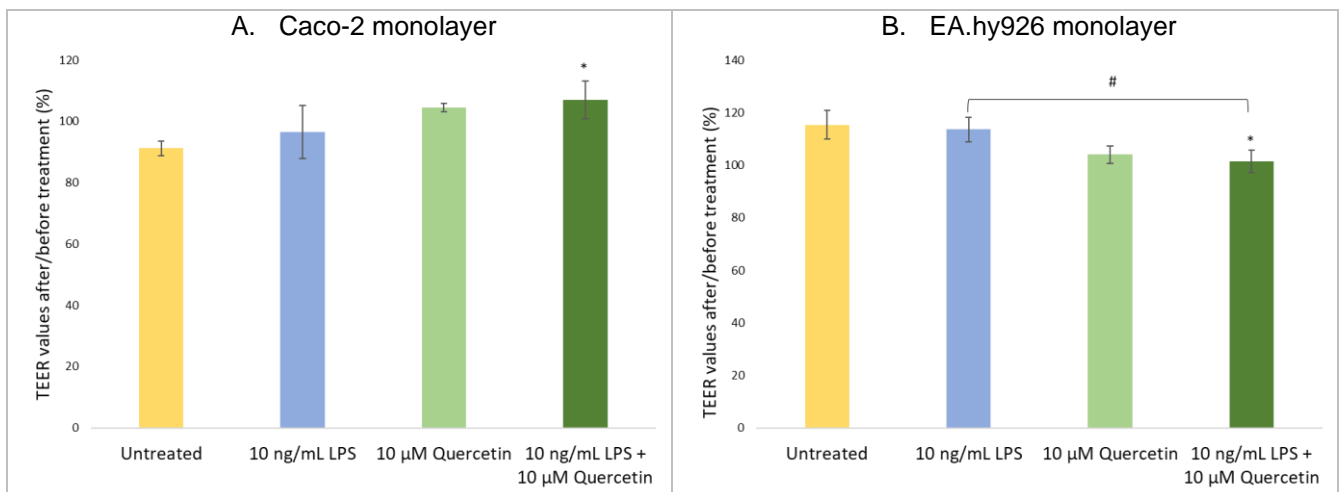 A. Caco-2 monolayer
TEER values after/before treatment (%)
120
100
80
60
40
20
0
*
Untreated
10 ng/mL LPS
10 µM Quercetin
10 ng/mL LPS +
10 µM Quercetin
B. EA.hy926 monolayer
TEER values after/before treatment (%)
140
120
100
80
60
40
20
0
#
*
Untreated
10 ng/mL LPS
10 µM Quercetin
10 ng/mL LPS +
10 µM Quercetin